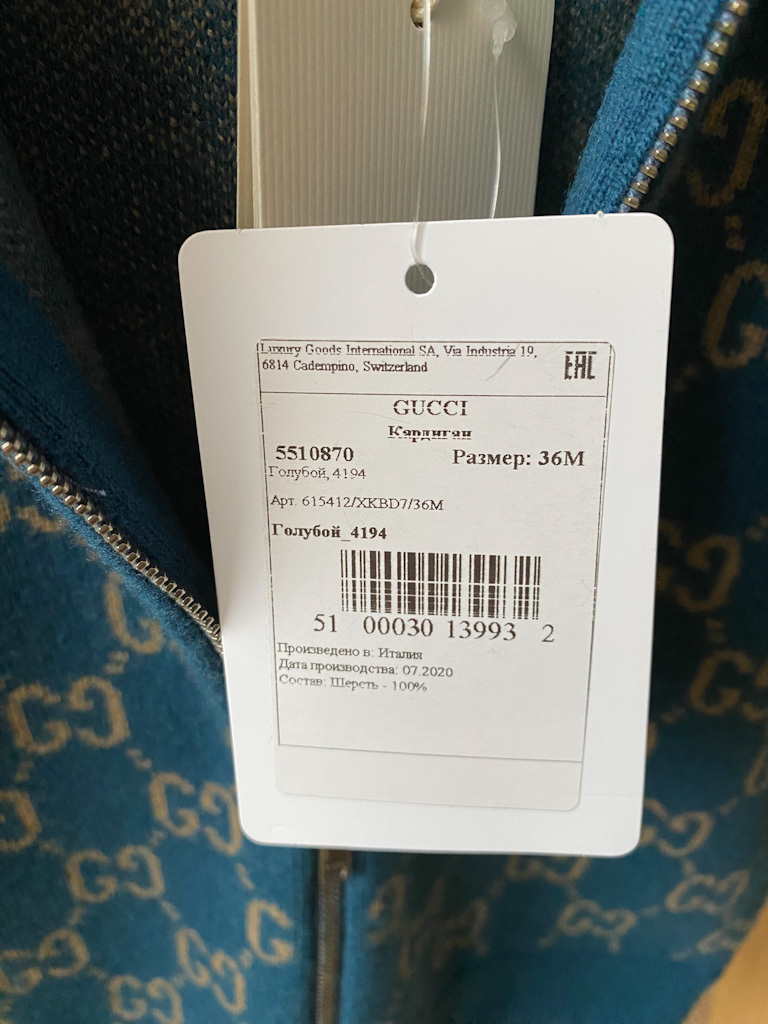 Luxury Goods International SA, Via Industria 19,
6814 Cadempino, Switzerland
EAC
GUCCI
Кардиган
5510870
Размер: 36M
Голубой, 4194
Арт. 615412/XKBD7/36M
Голубой_4194
51 00030 13993 2
Произведено в: Италия
Дата производства: 07.2020
Состав: Шерсть - 100%